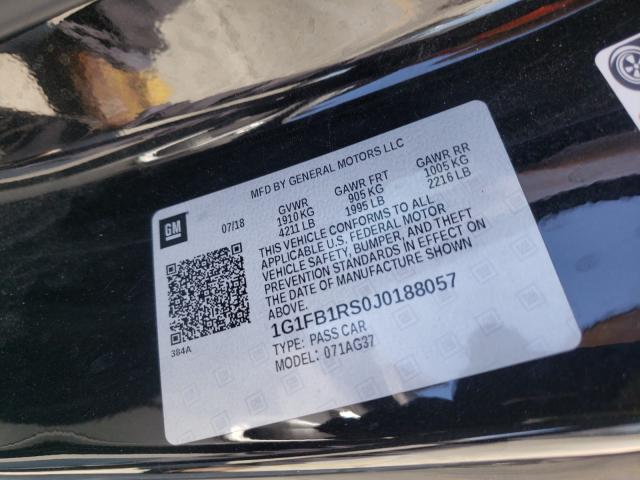 MFD BY GENERAL MOTORS LLC
GM
07/18
GVWR
1910 KG
4211 LB
GAWR FRT
905 KG
1995 LB
GAWR RR
1005 KG
2216 LB
THIS VEHICLE CONFORMS TO ALL
APPLICABLE U.S. FEDERAL MOTOR
VEHICLE SAFETY, BUMPER, AND THEFT
PREVENTION STANDARDS IN EFFECT ON
THE DATE OF MANUFACTURE SHOWN
ABOVE.
1G1FB1RS0J0188057
TYPE: PASS CAR
MODEL: 071AG37
384A